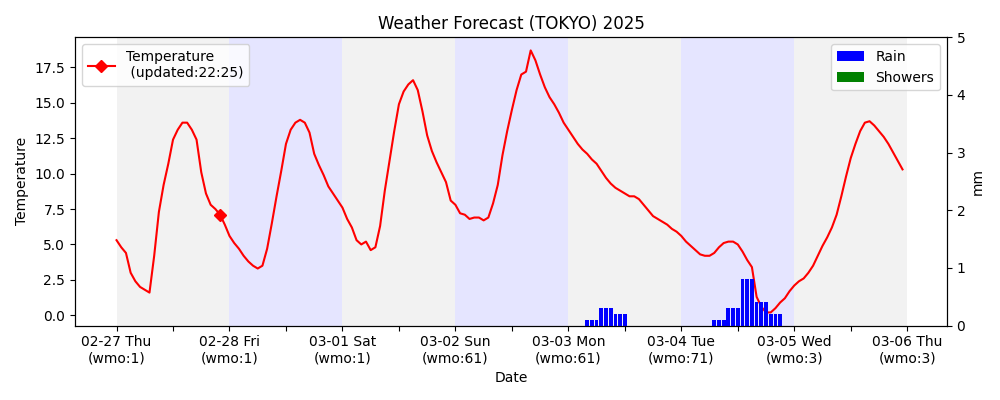 Weather Forecast (TOKYO) 2025
Temperature
(updated:22:25)
Rain
Showers
Temperature
17.5
15.0
12.5
10.0
7.5
5.0
2.5
0.0
5
4
3
2
1
0
mm
02-27 Thu
(wmo:1)
02-28 Fri
(wmo:1)
03-01 Sat
(wmo:1)
03-02 Sun
(wmo:61)
03-03 Mon
(wmo:61)
03-04 Tue
(wmo:71)
03-05 Wed
(wmo:3)
03-06 Thu
(wmo:3)
Date